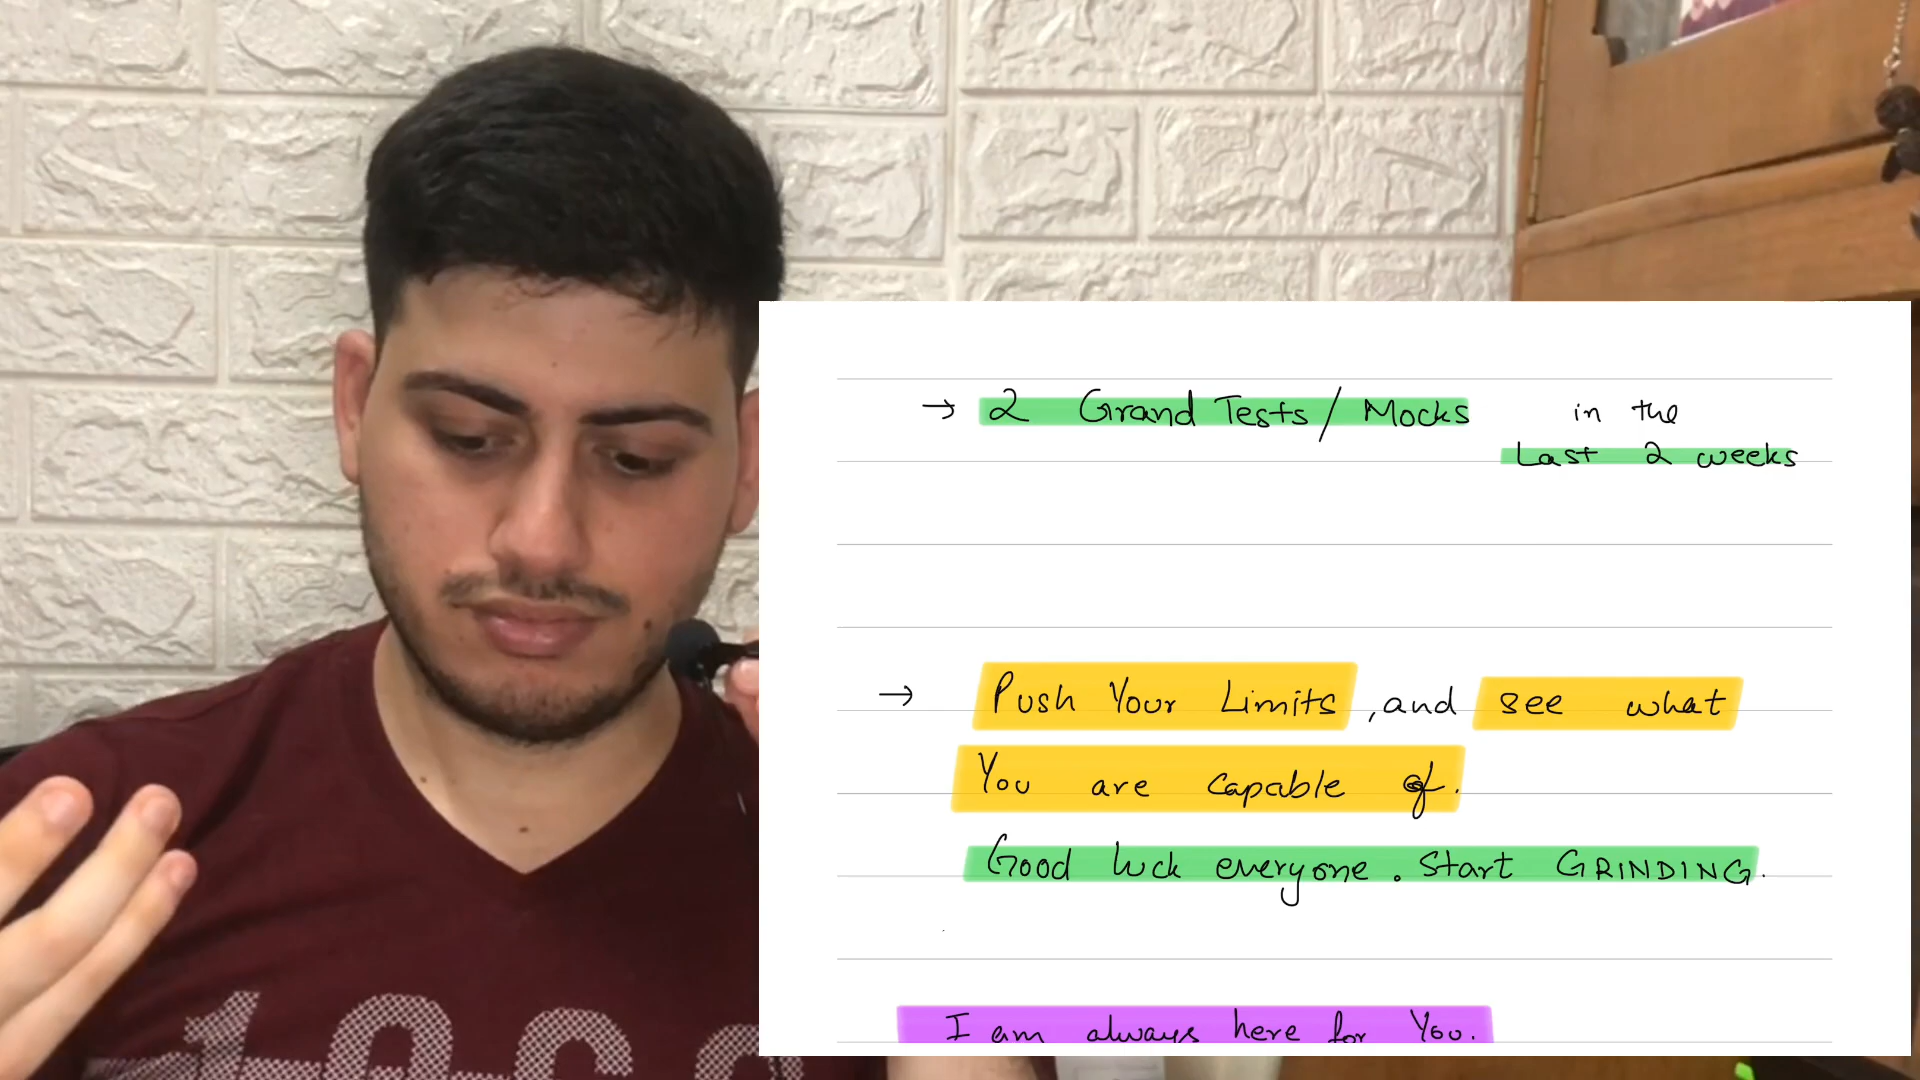 → 2 Grand Tests / Mocks in the
Last 2 weeks
→ Push Your Limits, and see what
You are capable of.
Good luck everyone. Start GRINDING.
I am always here for You.